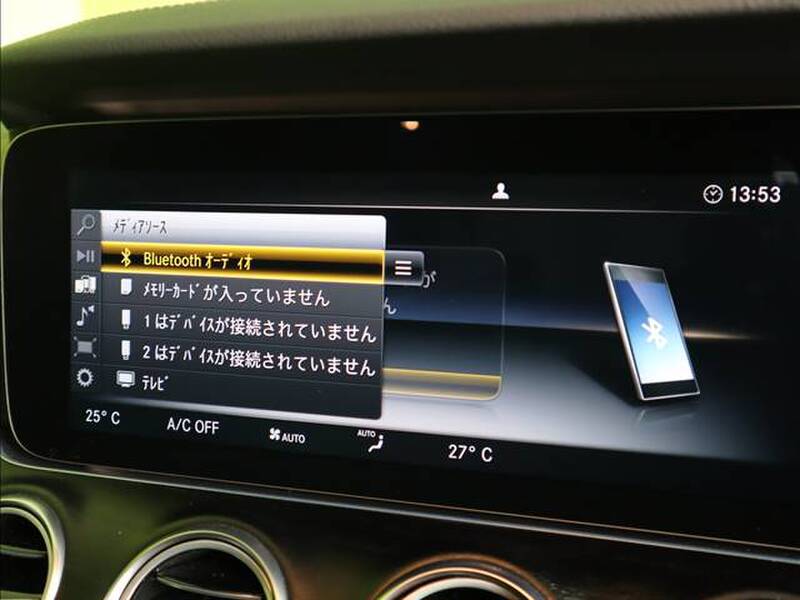 13:53
メディアソース
Bluetooth オーディオ
が
メモリーカードが入っていません
ん
1 はデバイスが接続されていません
2 はデバイスが接続されていません
テレビ
25° C
A/C OFF
AUTO
AUTO
27° C